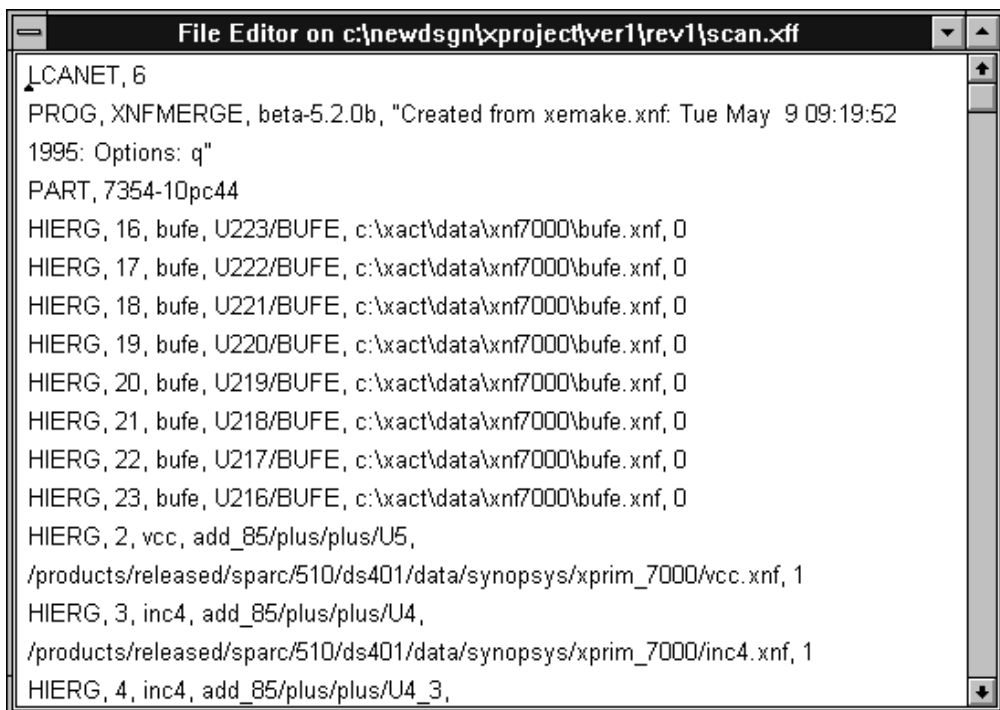 File Editor on c:\newdsgn\xproject\ver1\rev1\scan.xff
LCANET, 6
PROG, XNFMERGE, beta-5.2.0b, "Created from xemake.xnf: Tue May  9 09:19:52
1995: Options: q"
PART, 7354-10pc44
HIERG, 16, bufe, U223/BUFE, c:\xact\data\xnf7000\bufe.xnf, 0
HIERG, 17, bufe, U222/BUFE, c:\xact\data\xnf7000\bufe.xnf, 0
HIERG, 18, bufe, U221/BUFE, c:\xact\data\xnf7000\bufe.xnf, 0
HIERG, 19, bufe, U220/BUFE, c:\xact\data\xnf7000\bufe.xnf, 0
HIERG, 20, bufe, U219/BUFE, c:\xact\data\xnf7000\bufe.xnf, 0
HIERG, 21, bufe, U218/BUFE, c:\xact\data\xnf7000\bufe.xnf, 0
HIERG, 22, bufe, U217/BUFE, c:\xact\data\xnf7000\bufe.xnf, 0
HIERG, 23, bufe, U216/BUFE, c:\xact\data\xnf7000\bufe.xnf, 0
HIERG, 2, vcc, add_85/plus/plus/U5,
/products/released/sparc/510/ds401/data/synopsys/xprim_7000/vcc.xnf, 1
HIERG, 3, inc4, add_85/plus/plus/U4,
/products/released/sparc/510/ds401/data/synopsys/xprim_7000/inc4.xnf, 1
HIERG, 4, inc4, add_85/plus/plus/U4_3,